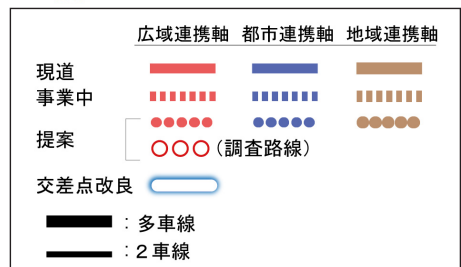 広域連携軸 都市連携軸 地域連携軸
現道
事業中
提案
(調査路線)
交差点改良
：多車線
：２車線